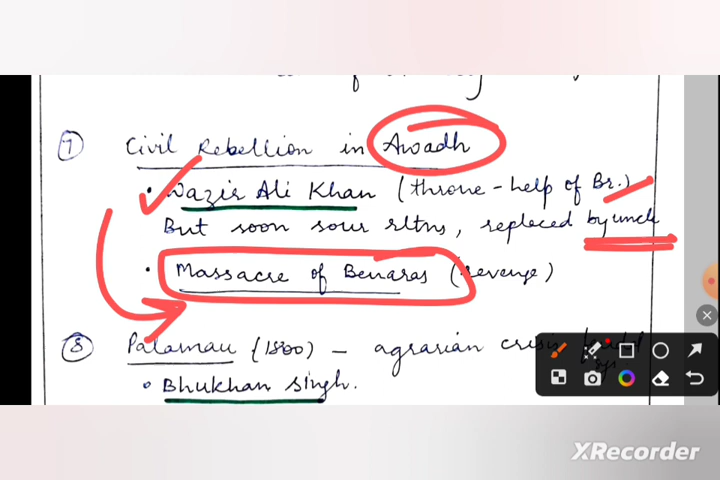 ⑦ Civil Rebellion in Awadh
• Wazir Ali Khan (throne - help of Br.)
But soon sour rltns, replaced by uncle
• Massacre of Benaras (revenge)
⑧ Palamau (1800) - agrarian crisis
• Bhukhan Singh.
XRecorder